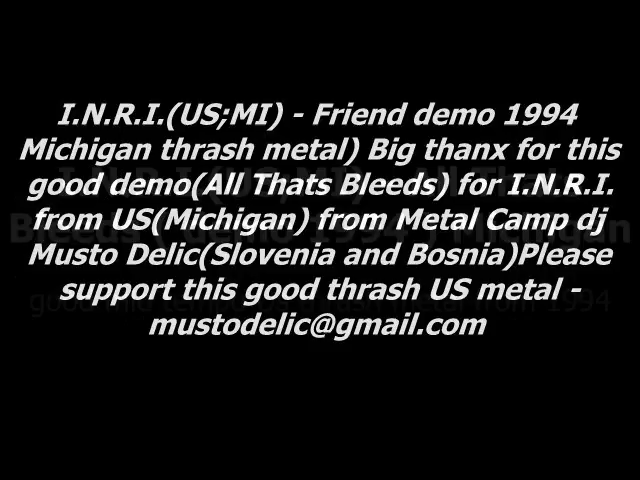 I.N.R.I.(US;MI) - Friend demo 1994
Michigan thrash metal) Big thanx for this
good demo(All Thats Bleeds) for I.N.R.I.
from US(Michigan) from Metal Camp dj
Musto Delic(Slovenia and Bosnia)Please
support this good thrash US metal -
mustodelic@gmail.com